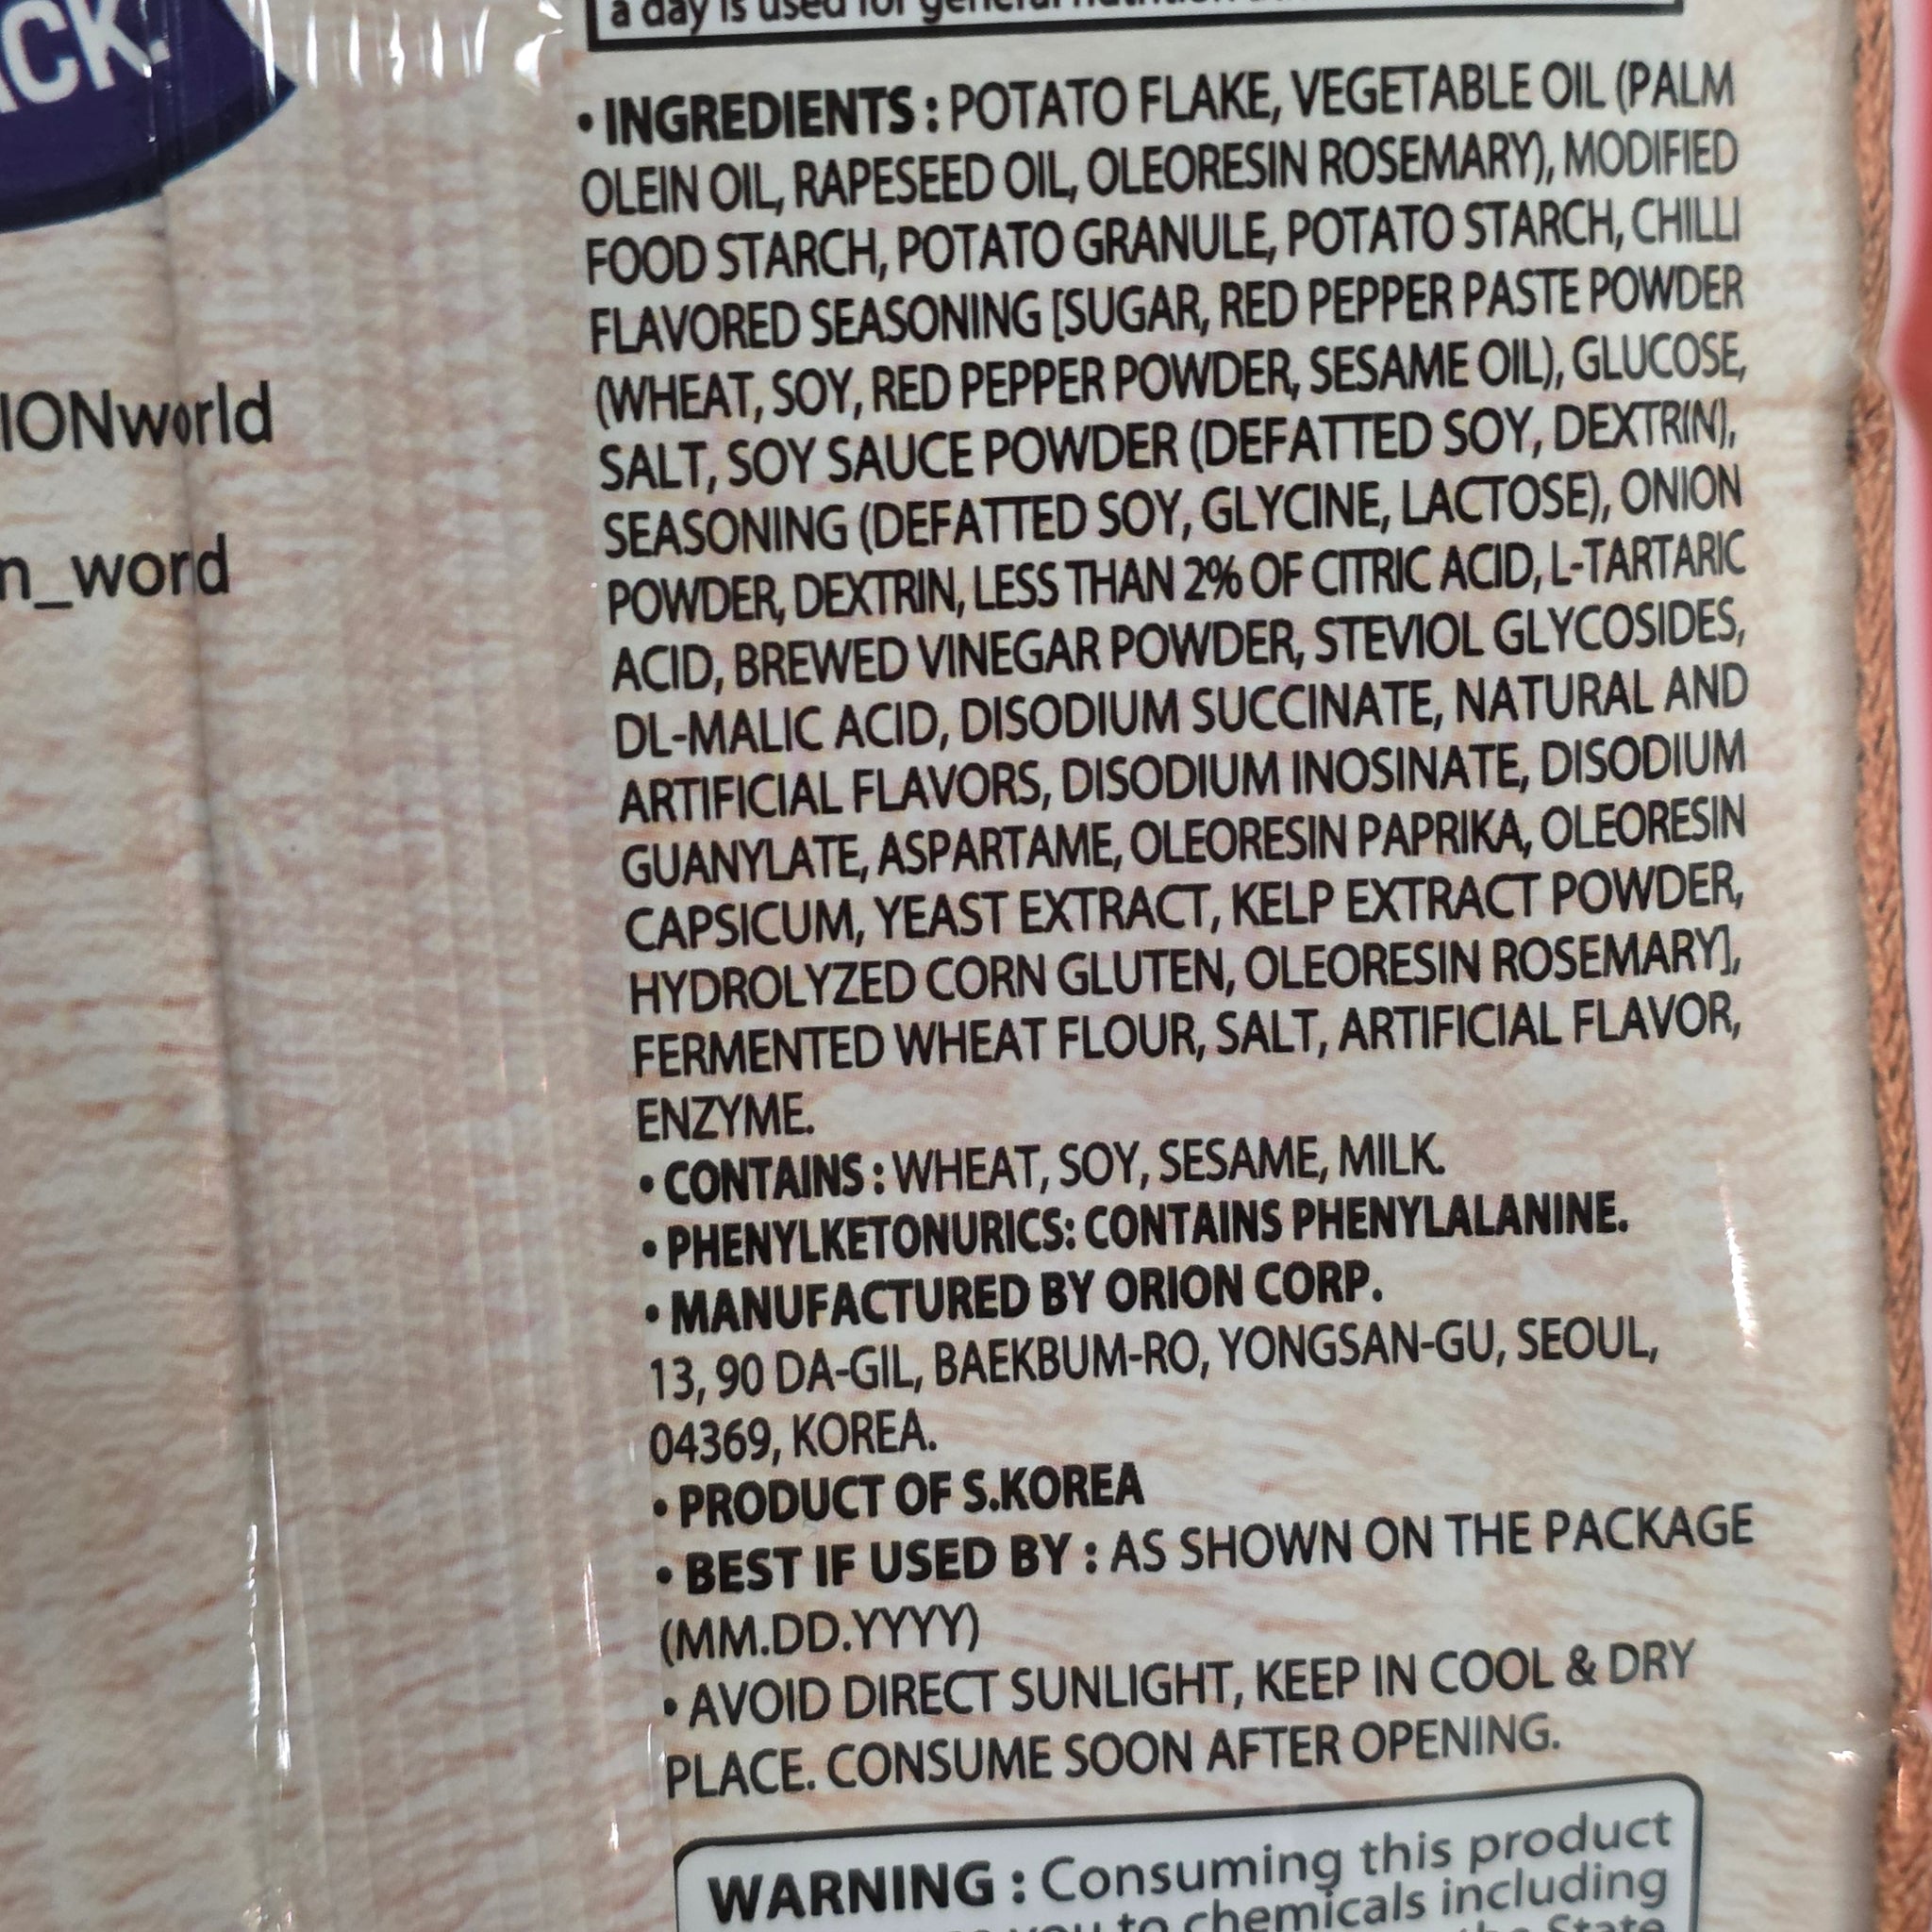 ACK.
IONworld
n_word
a day is used for general nutrition
• INGREDIENTS : POTATO FLAKE, VEGETABLE OIL (PALM
OLEIN OIL, RAPESEED OIL, OLEORESIN ROSEMARY), MODIFIED
FOOD STARCH, POTATO GRANULE, POTATO STARCH, CHILLI
FLAVORED SEASONING [SUGAR, RED PEPPER PASTE POWDER
(WHEAT, SOY, RED PEPPER POWDER, SESAME OIL), GLUCOSE,
SALT, SOY SAUCE POWDER (DEFATTED SOY, DEXTRIN),
SEASONING (DEFATTED SOY, GLYCINE, LACTOSE), ONION
POWDER, DEXTRIN, LESS THAN 2% OF CITRIC ACID, L-TARTARIC
ACID, BREWED VINEGAR POWDER, STEVIOL GLYCOSIDES,
DL-MALIC ACID, DISODIUM SUCCINATE, NATURAL AND
ARTIFICIAL FLAVORS, DISODIUM INOSINATE, DISODIUM
GUANYLATE, ASPARTAME, OLEORESIN PAPRIKA, OLEORESIN
CAPSICUM, YEAST EXTRACT, KELP EXTRACT POWDER,
HYDROLYZED CORN GLUTEN, OLEORESIN ROSEMARY],
FERMENTED WHEAT FLOUR, SALT, ARTIFICIAL FLAVOR,
ENZYME.
• CONTAINS : WHEAT, SOY, SESAME, MILK.
• PHENYLKETONURICS: CONTAINS PHENYLALANINE.
• MANUFACTURED BY ORION CORP.
13, 90 DA-GIL, BAEKBUM-RO, YONGSAN-GU, SEOUL,
04369, KOREA.
• PRODUCT OF S.KOREA
• BEST IF USED BY : AS SHOWN ON THE PACKAGE
(MM.DD.YYYY)
• AVOID DIRECT SUNLIGHT, KEEP IN COOL & DRY
PLACE. CONSUME SOON AFTER OPENING.
WARNING : Consuming this product
you to chemicals including
the State